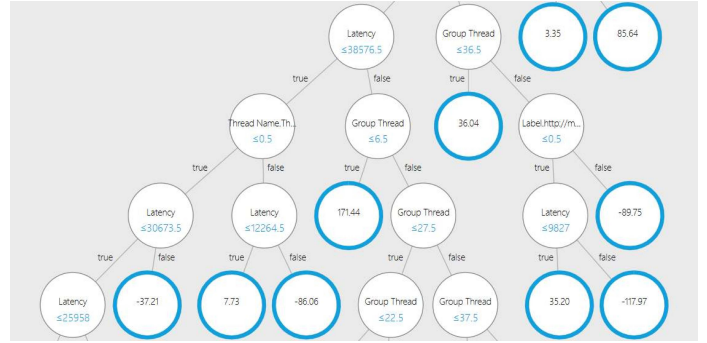 Latency
≤38576.5
Group Thread
≤36.5
3.35
85.64
true
false
true
false
Thread Name.Th...
≤0.5
Group Thread
≤6.5
36.04
Label.http://m...
≤0.5
true
false
true
false
true
false
Latency
≤30673.5
Latency
≤12264.5
171.44
Group Thread
≤27.5
Latency
≤9827
-89.75
true
false
true
false
true
false
true
false
Latency
≤25958
-37.21
7.73
-86.06
Group Thread
≤22.5
Group Thread
≤37.5
35.20
-117.97